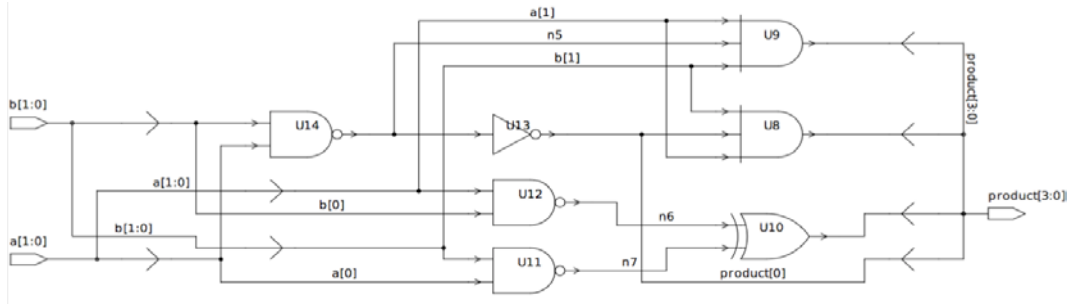 a[1]
U9
n5
b[1]
product[3:0]
b[1:0]
U14
U13
U8
a[1:0]
U12
b[0]
product[3:0]
n6
b[1:0]
U10
a[1:0]
U11
n7
a[0]
product[0]